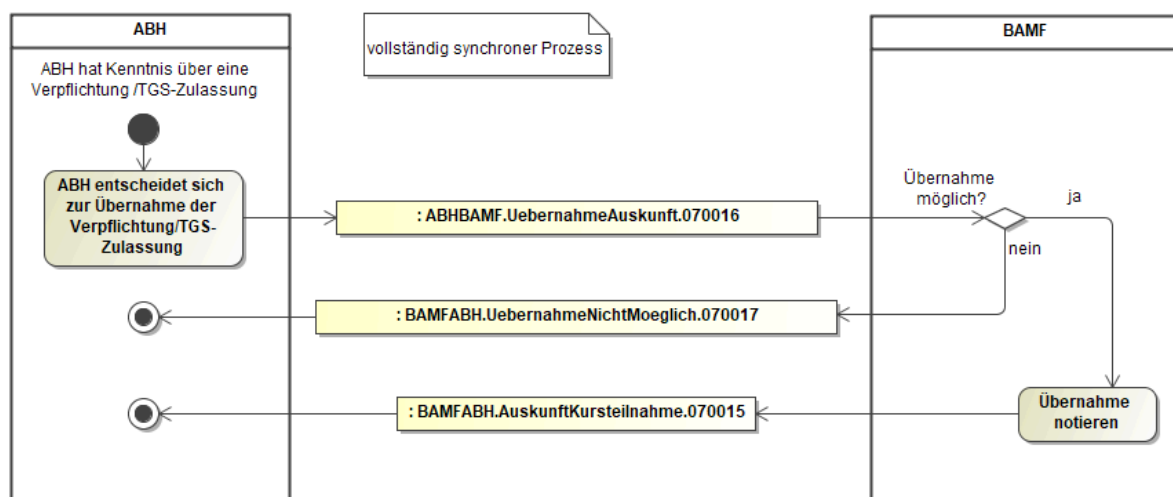 ABH
BAMF
vollständig synchroner Prozess
ABH hat Kenntnis über eine
Verpflichtung /TGS-Zulassung
ABH entscheidet sich
zur Übernahme der
Verpflichtung/TGS-
Zulassung
: ABHBAMF.UebernahmeAuskunft.070016
Übernahme
möglich?
ja
nein
: BAMFABH.UebernahmeNichtMoeglich.070017
: BAMFABH.AuskunftKursteilnahme.070015
Übernahme
notieren